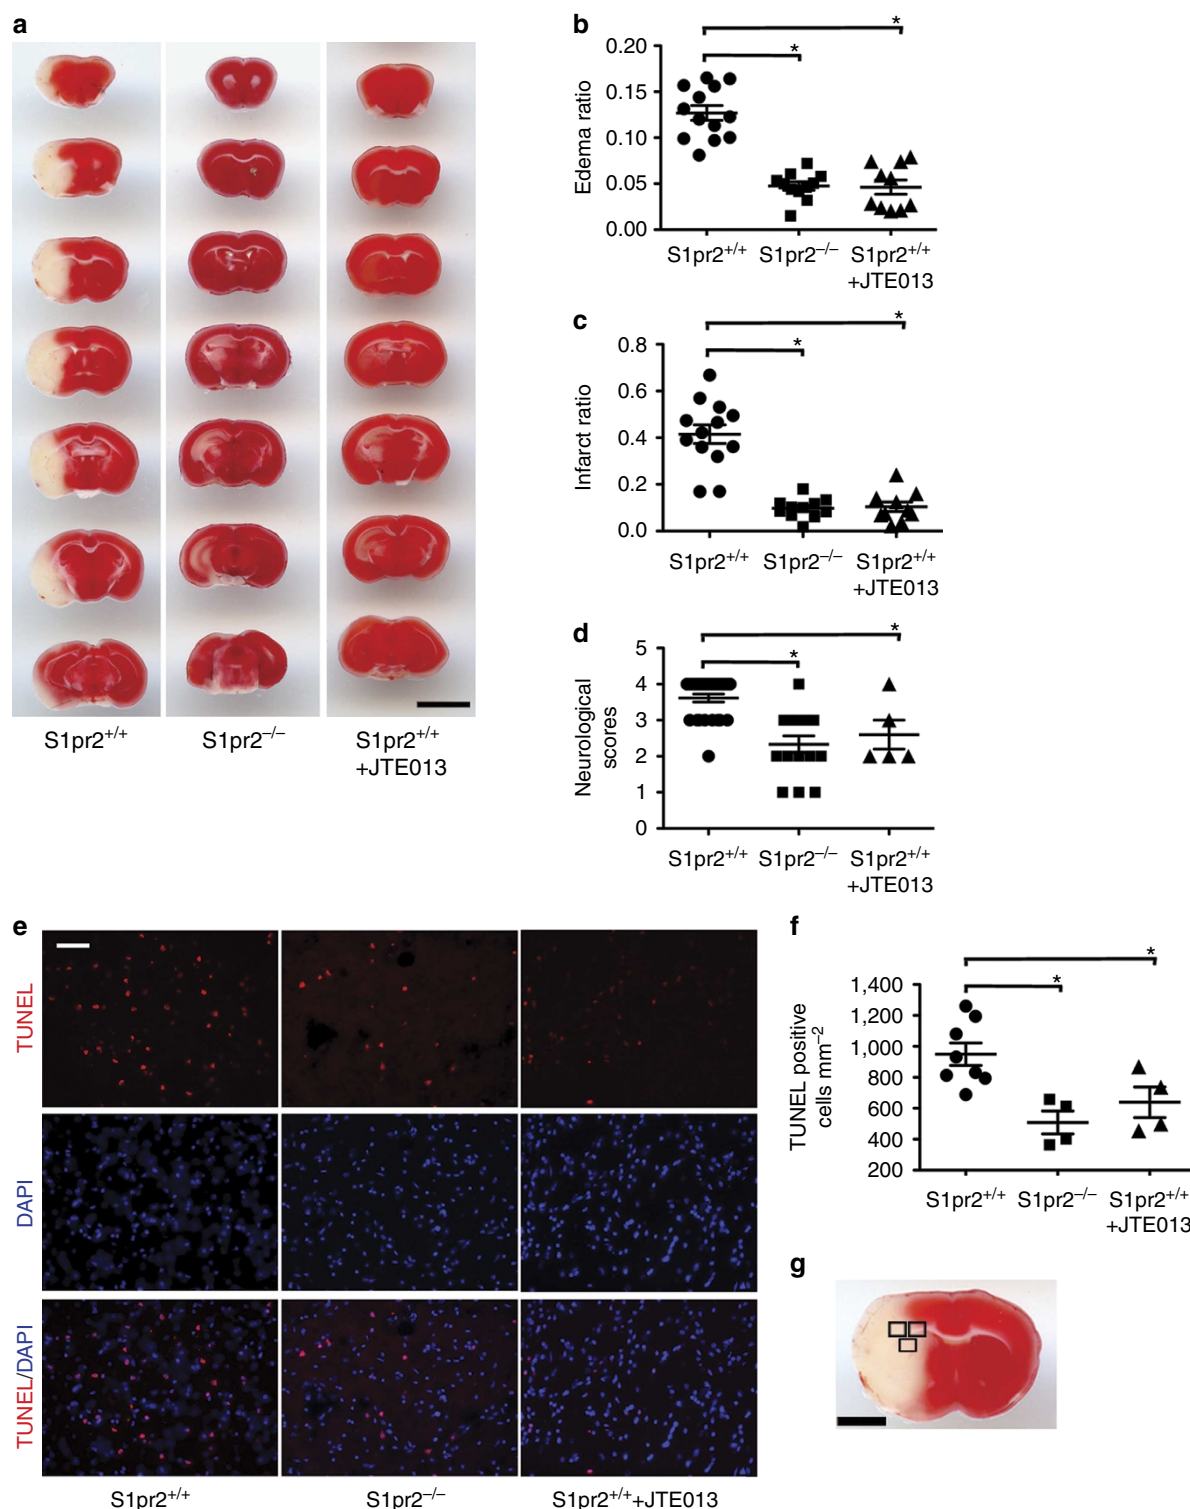 a
S1pr2+/+
S1pr2–/–
S1pr2+/+
+JTE013
b
*
*
Edema ratio
0.20
0.15
0.10
0.05
0.00
S1pr2+/+
S1pr2–/–
S1pr2+/+
+JTE013
c
*
*
Infarct ratio
0.8
0.6
0.4
0.2
0.0
S1pr2+/+
S1pr2–/–
S1pr2+/+
+JTE013
d
*
*
Neurological
scores
5
4
3
2
1
0
S1pr2+/+
S1pr2–/–
S1pr2+/+
+JTE013
e
TUNEL
DAPI
TUNEL/DAPI
S1pr2+/+
S1pr2–/–
S1pr2+/++JTE013
f
*
*
TUNEL positive
cells mm–2
1,400
1,200
1,000
800
600
400
200
S1pr2+/+
S1pr2–/–
S1pr2+/+
+JTE013
g